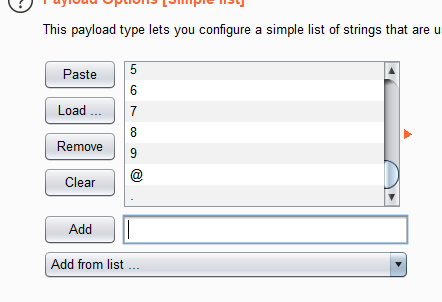 ?
Payload Options [Simple list]
This payload type lets you configure a simple list of strings that are u
Paste
Load ...
Remove
Clear
5
6
7
8
9
@
.
Add
Add from list ...